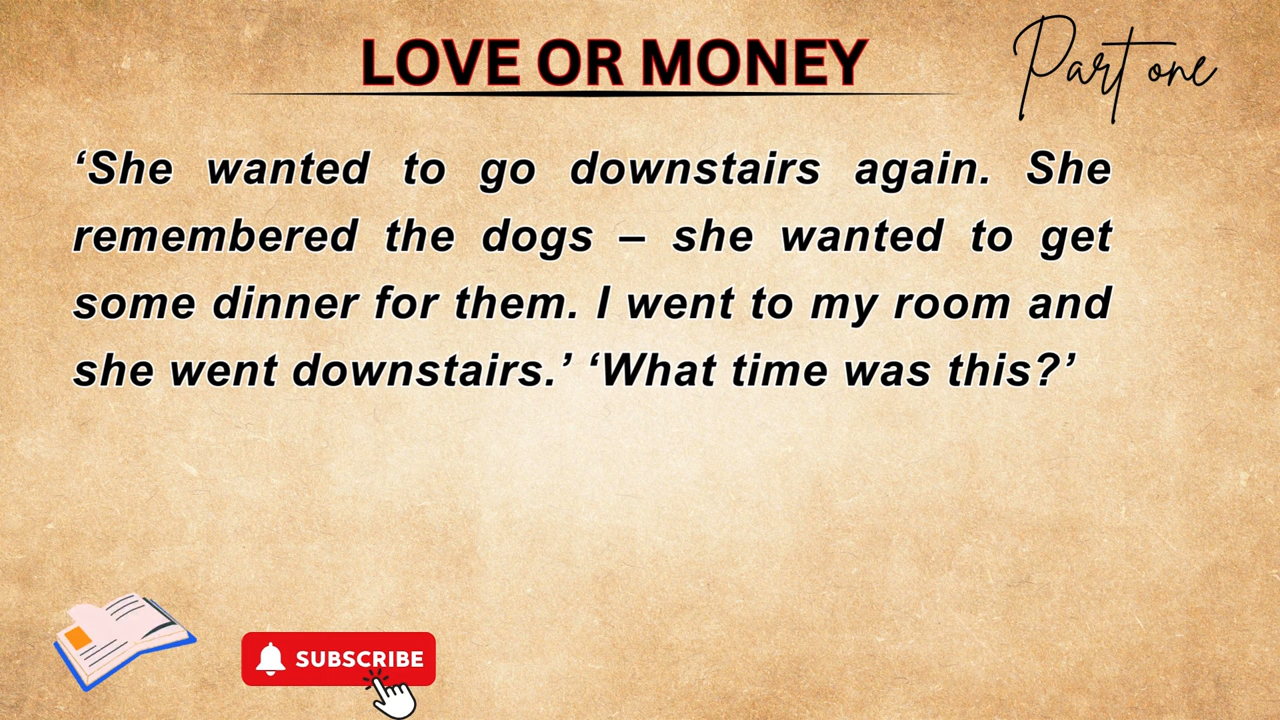 LOVE OR MONEY
Part one
‘She wanted to go downstairs again. She
remembered the dogs – she wanted to get
some dinner for them. I went to my room and
she went downstairs.’ ‘What time was this?’
SUBSCRIBE